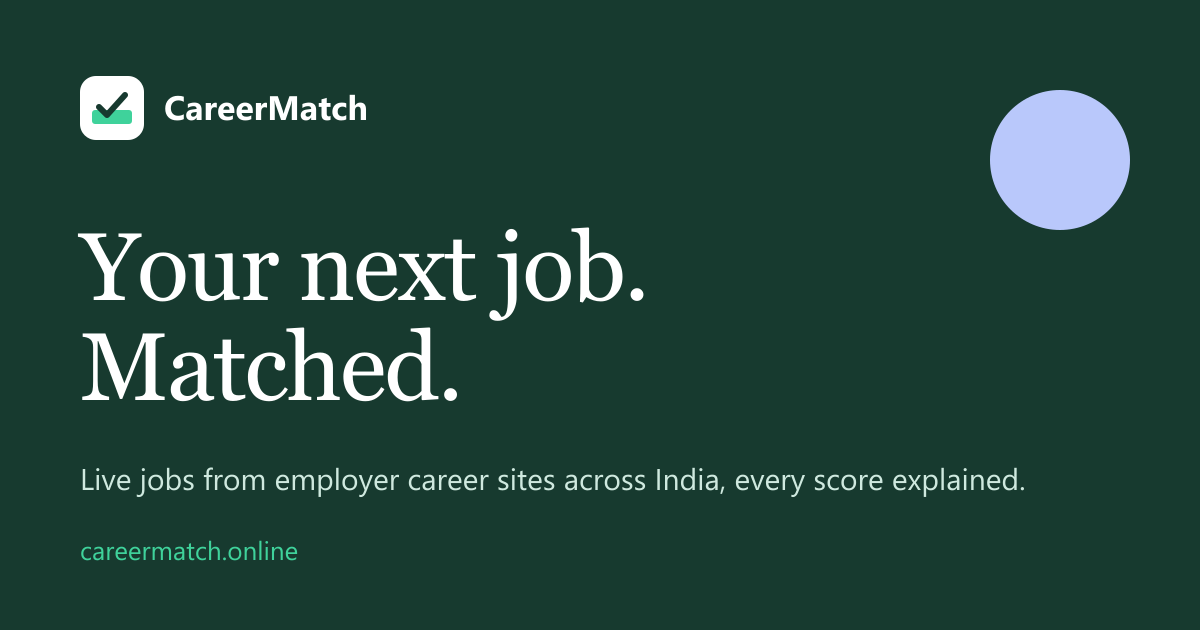 CareerMatch
Your next job.
Matched.
Live jobs from employer career sites across India, every score explained.
careermatch.online